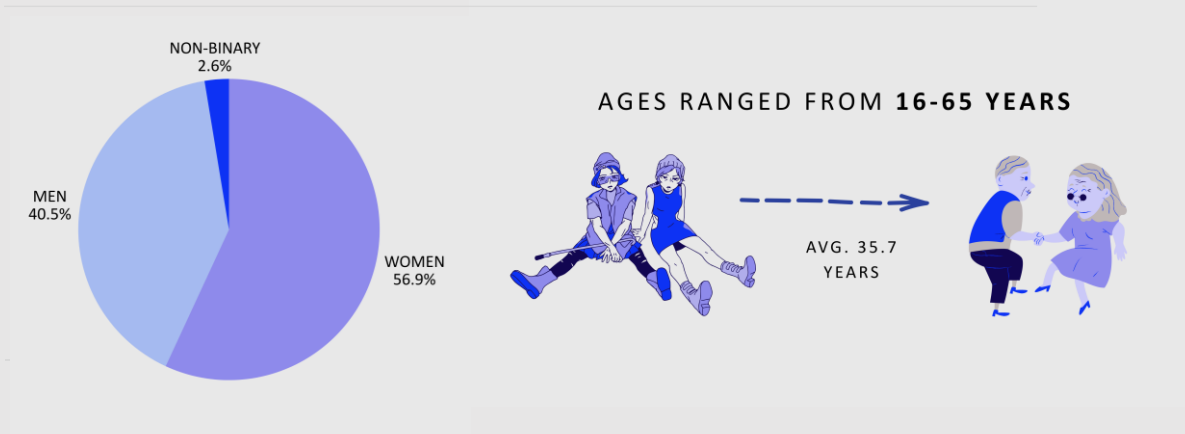 NON-BINARY
2.6%
MEN
40.5%
WOMEN
56.9%
AGES RANGED FROM 16-65 YEARS
AVG. 35.7
YEARS